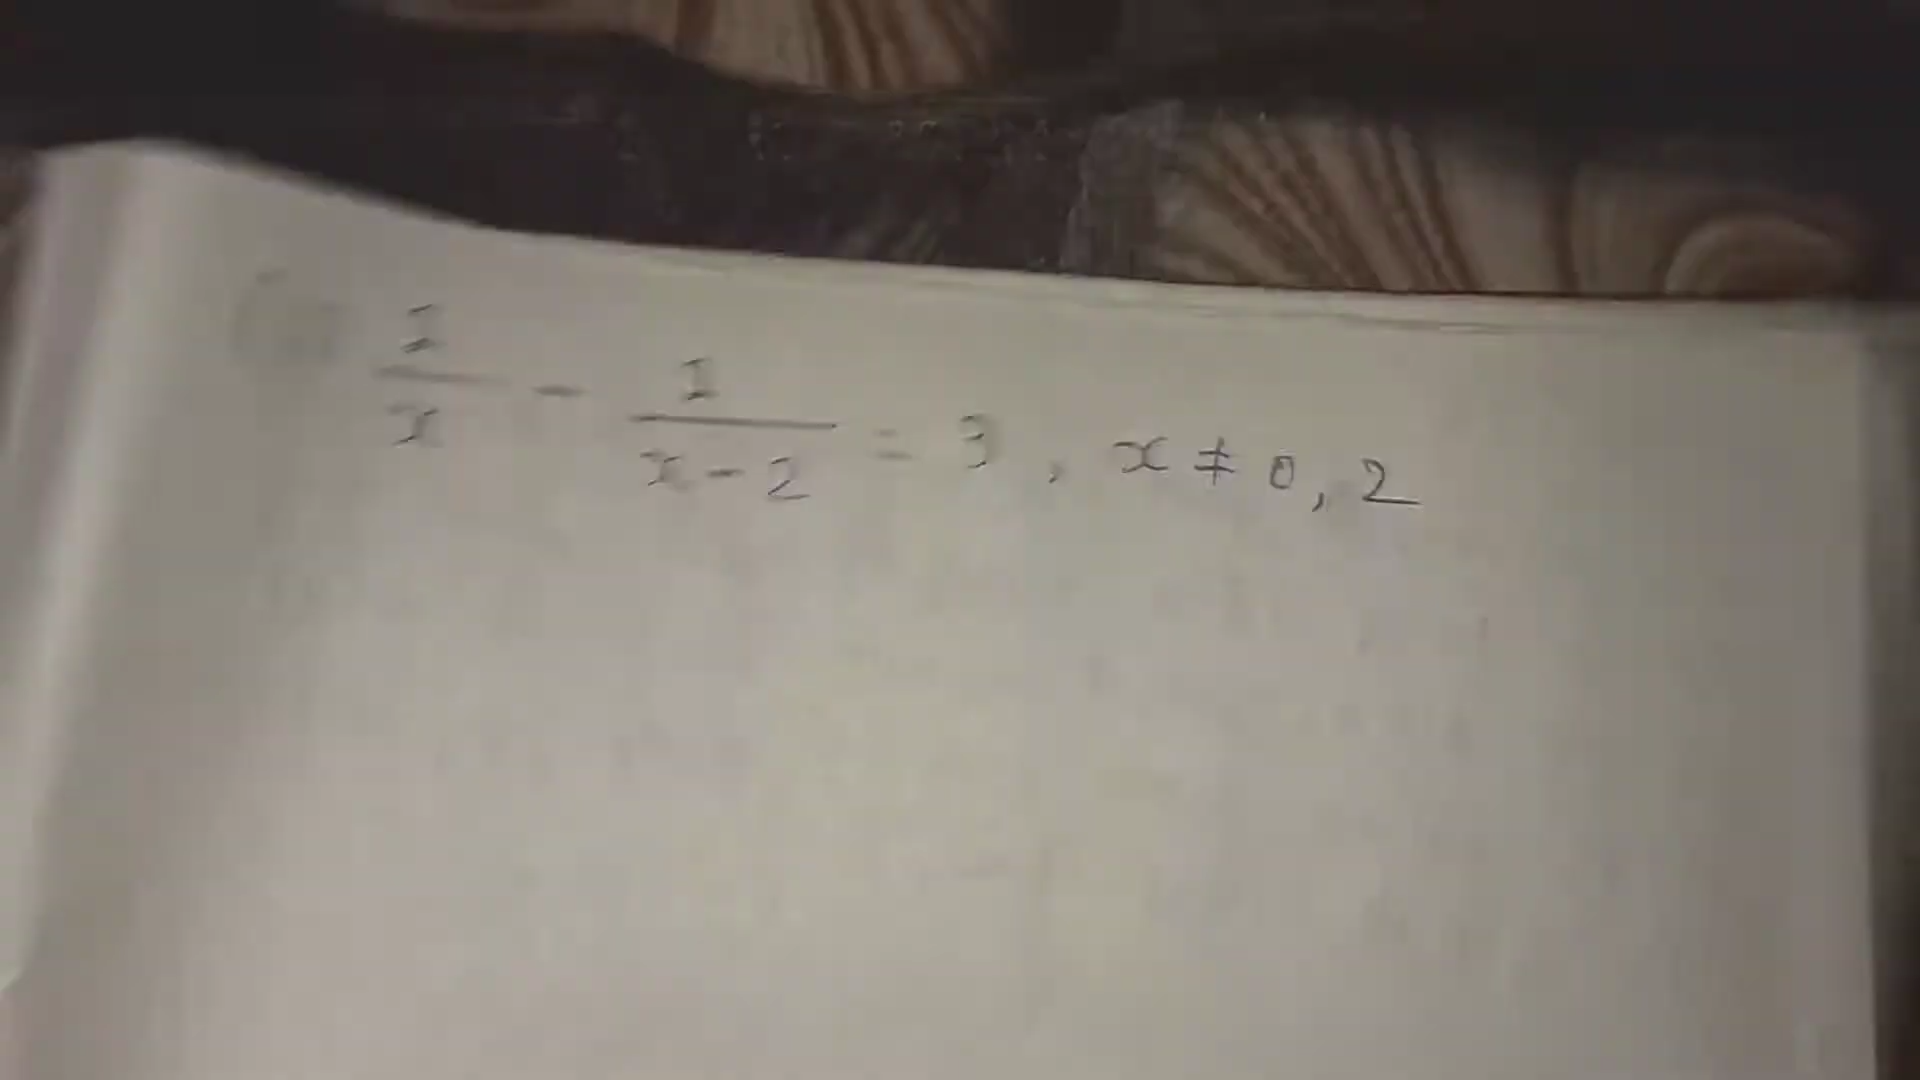 1/x - 1/(x-2) = 3, x ≠ 0, 2